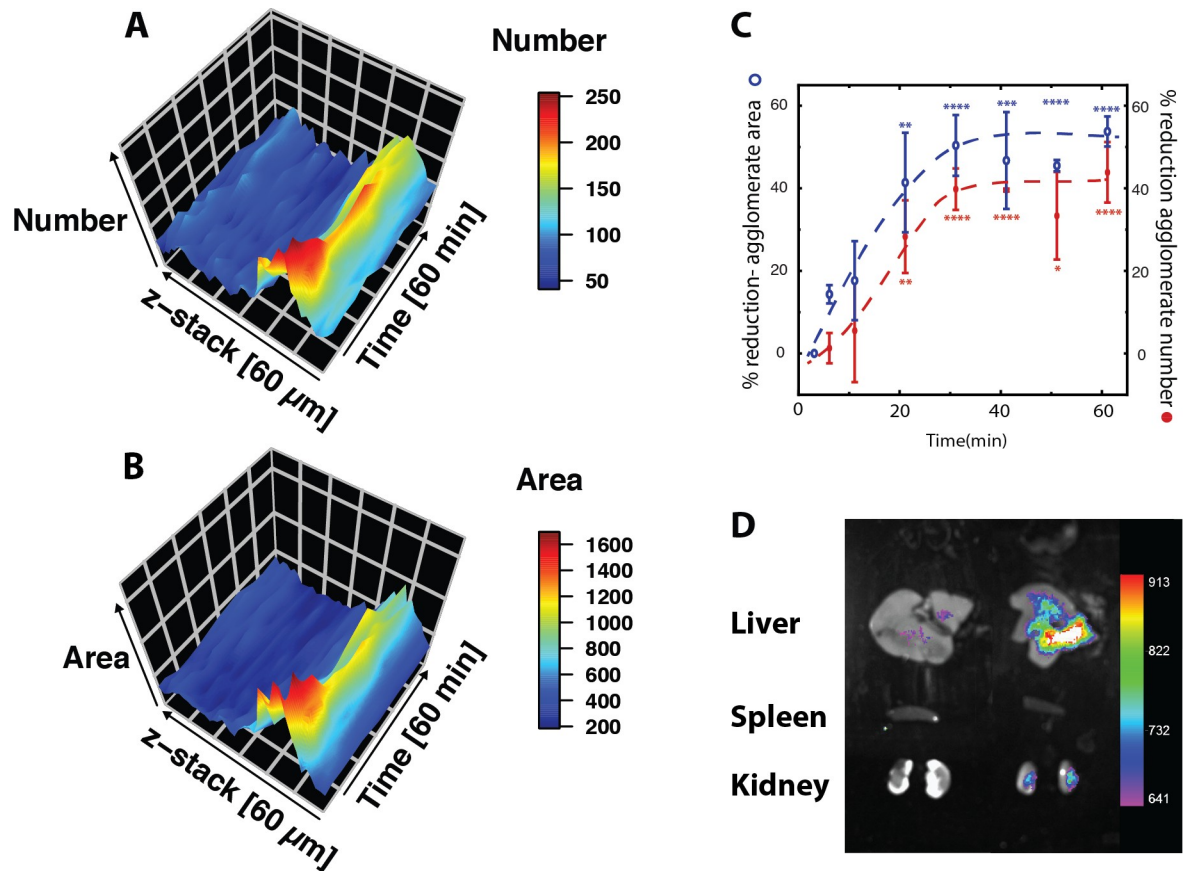 A
Number
250
200
150
100
50
Number
z–stack [60 µm]
Time [60 min]
B
Area
1600
1400
1200
1000
800
600
400
200
Area
z–stack [60 µm]
Time [60 min]
C
% reduction- agglomerate area
60
40
20
0
** **** *** **** ****
** **** **** * ****
60
40
20
0
% reduction agglomerate number
0 20 40 60
Time(min)
D
Liver
Spleen
Kidney
913
822
732
641